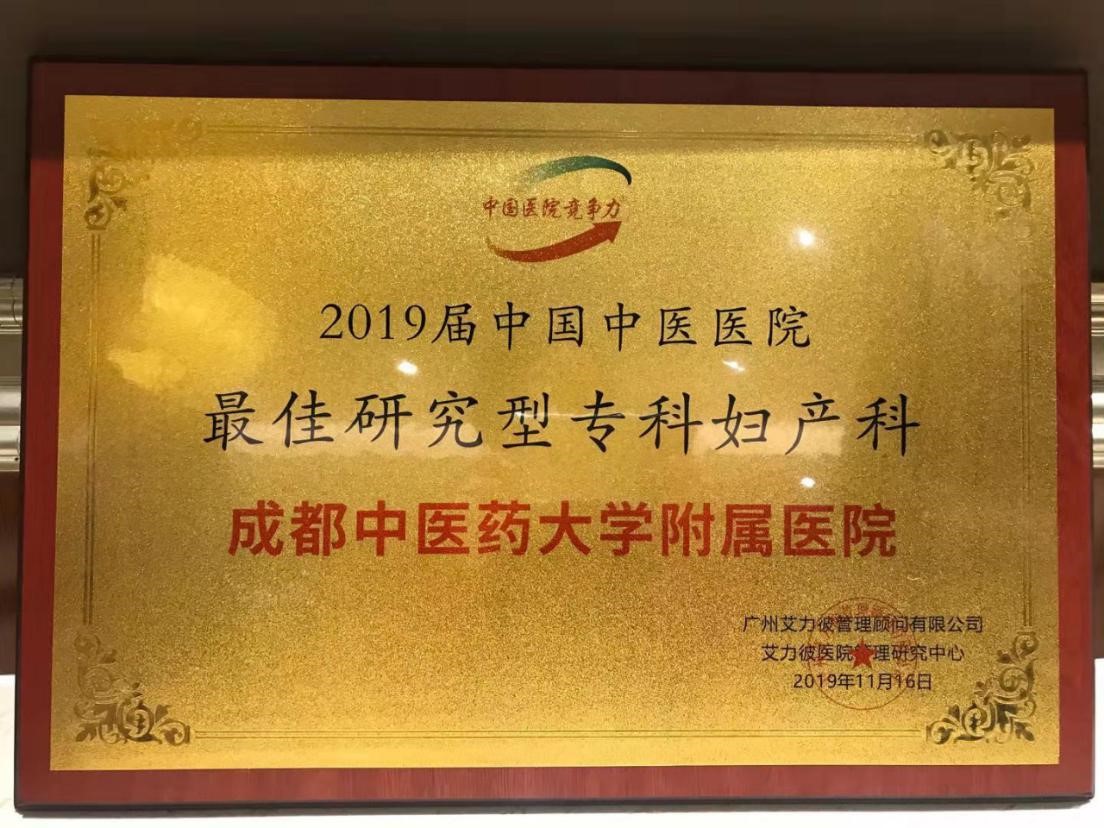 中国医院竞争力
2019届中国中医医院
最佳研究型专科妇产科
成都中医药大学附属医院
广州艾力彼管理顾问有限公司
艾力彼医院管理研究中心
2019年11月16日